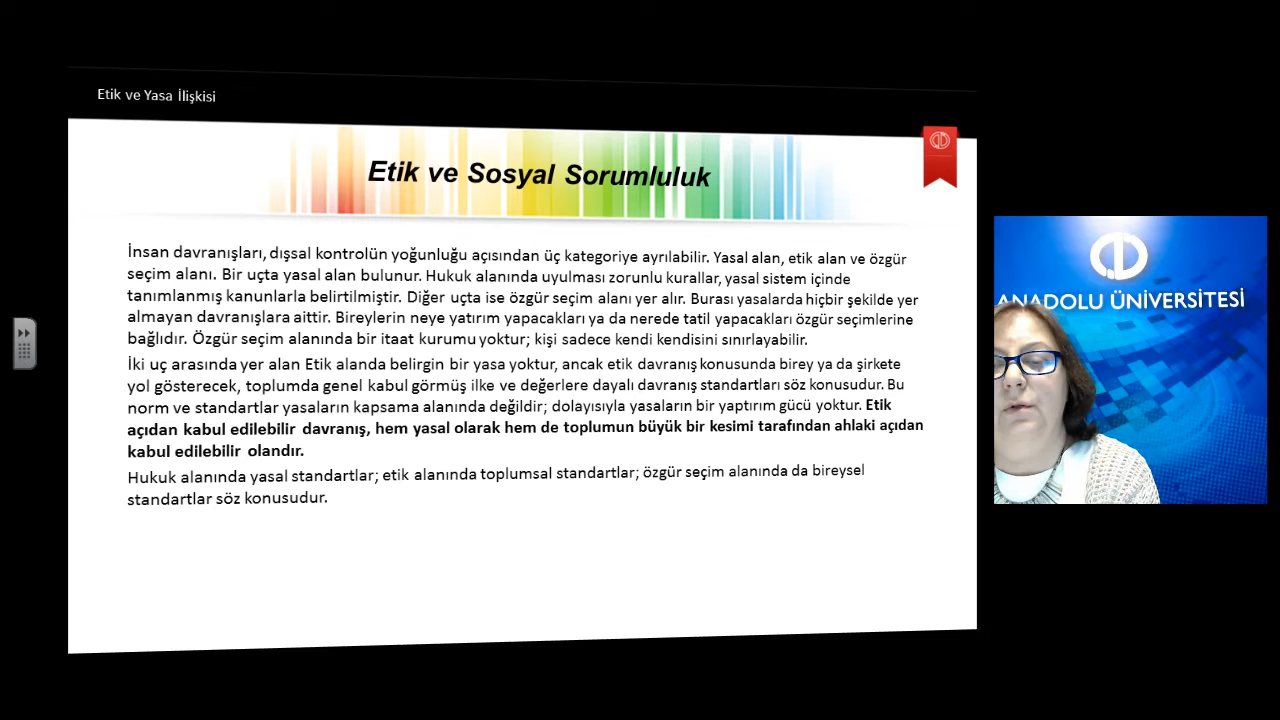 Etik ve Yasa İlişkisi
Etik ve Sosyal Sorumluluk
İnsan davranışları, dışsal kontrolün yoğunluğu açısından üç kategoriye ayrılabilir. Yasal alan, etik alan ve özgür
seçim alanı. Bir uçta yasal alan bulunur. Hukuk alanında uyulması zorunlu kurallar, yasal sistem içinde
tanımlanmış kanunlarla belirtilmiştir. Diğer uçta ise özgür seçim alanı yer alır. Burası yasalarda hiçbir şekilde yer
almayan davranışlara aittir. Bireylerin neye yatırım yapacakları ya da nerede tatil yapacakları özgür seçimlerine
bağlıdır. Özgür seçim alanında bir itaat kurumu yoktur; kişi sadece kendi kendisini sınırlayabilir.
İki uç arasında yer alan Etik alanda belirgin bir yasa yoktur, ancak etik davranış konusunda birey ya da şirkete
yol gösterecek, toplumda genel kabul görmüş ilke ve değerlere dayalı davranış standartları söz konusudur. Bu
norm ve standartlar yasaların kapsama alanında değildir; dolayısıyla yasaların bir yaptırım gücü yoktur. Etik
açıdan kabul edilebilir davranış, hem yasal olarak hem de toplumun büyük bir kesimi tarafından ahlaki açıdan
kabul edilebilir olandır.
Hukuk alanında yasal standartlar; etik alanında toplumsal standartlar; özgür seçim alanında da bireysel
standartlar söz konusudur.
ANADOLU ÜNİVERSİTESİ